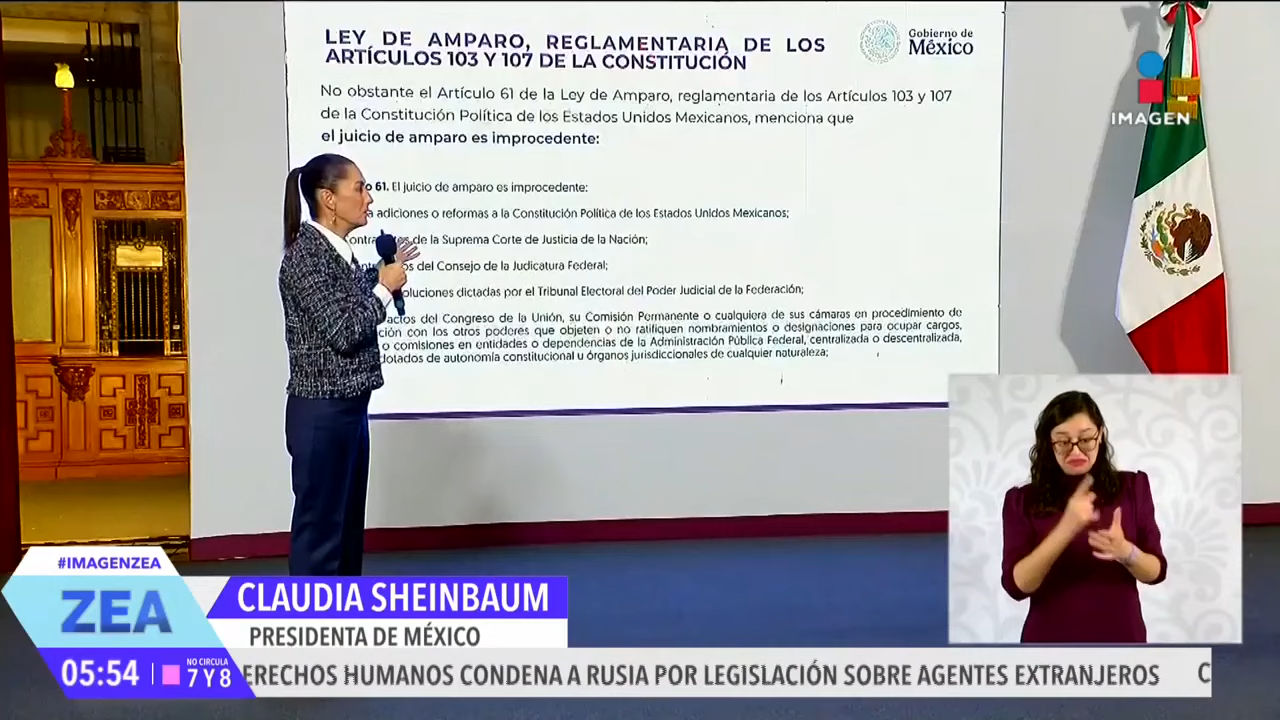 LEY DE AMPARO, REGLAMENTARIA DE LOS
ARTÍCULOS 103 Y 107 DE LA CONSTITUCIÓN
Gobierno de
México
No obstante el Artículo 61 de la Ley de Amparo, reglamentaria de los Artículos 103 y 107
de la Constitución Política de los Estados Unidos Mexicanos, menciona que
el juicio de amparo es improcedente:
61. El juicio de amparo es improcedente:
adiciones o reformas a la Constitución Política de los Estados Unidos Mexicanos;
de la Suprema Corte de Justicia de la Nación;
del Consejo de la Judicatura Federal;
dictadas por el Tribunal Electoral del Poder Judicial de la Federación;
actos del Congreso de la Unión, su Comisión Permanente o cualquiera de sus cámaras en procedimiento de
con los otros poderes que objeten o no ratifiquen nombramientos o designaciones para ocupar cargos,
o comisiones en entidades o dependencias de la Administración Pública Federal, centralizada o descentralizada,
dotados de autonomía constitucional u órganos jurisdiccionales de cualquier naturaleza;
IMAGEN
#IMAGENZEA
ZEA
CLAUDIA SHEINBAUM
PRESIDENTA DE MÉXICO
05:54
NO CIRCULA
7 Y 8
ERECHOS HUMANOS CONDENA A RUSIA POR LEGISLACIÓN SOBRE AGENTES EXTRANJEROS C